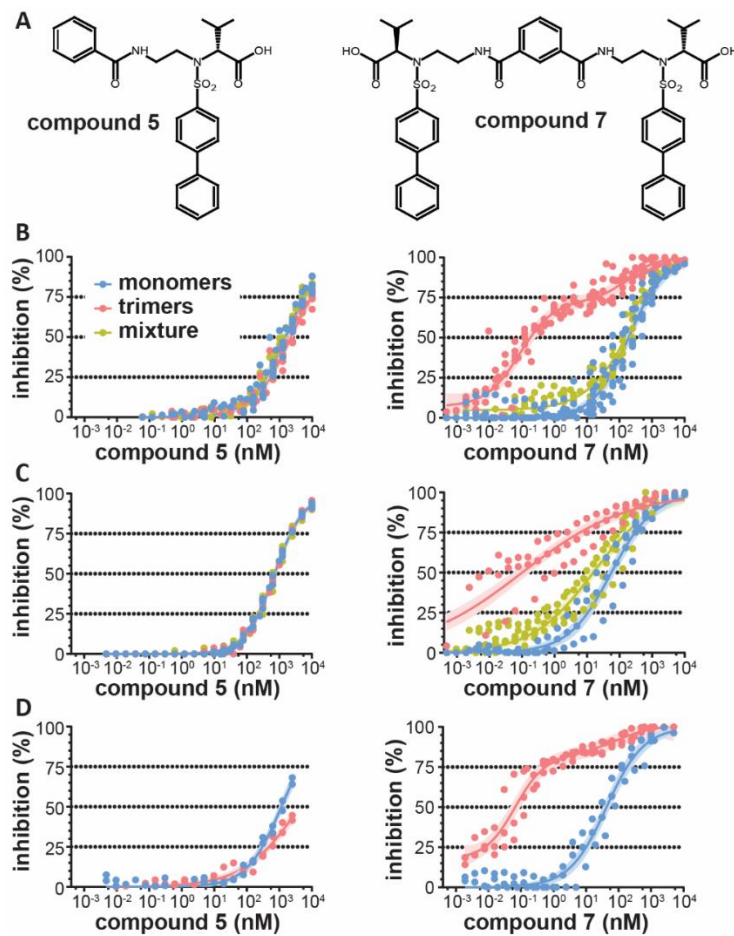 A
NH
N
SO₂
O
O
OH
compound 5
HO
O
N
SO₂
NH
O
O
NH
N
SO₂
O
OH
compound 7
B
inhibition (%)
100
75
50
25
0
monomers
trimers
mixture
10⁻³ 10⁻² 10⁻¹ 10⁰ 10¹ 10² 10³ 10⁴
compound 5 (nM)
inhibition (%)
100
75
50
25
0
10⁻³ 10⁻² 10⁻¹ 10⁰ 10¹ 10² 10³ 10⁴
compound 7 (nM)
C
inhibition (%)
100
75
50
25
0
10⁻³ 10⁻² 10⁻¹ 10⁰ 10¹ 10² 10³ 10⁴
compound 5 (nM)
inhibition (%)
100
75
50
25
0
10⁻³ 10⁻² 10⁻¹ 10⁰ 10¹ 10² 10³ 10⁴
compound 7 (nM)
D
inhibition (%)
100
75
50
25
0
10⁻³ 10⁻² 10⁻¹ 10⁰ 10¹ 10² 10³ 10⁴
compound 5 (nM)
inhibition (%)
100
75
50
25
0
10⁻³ 10⁻² 10⁻¹ 10⁰ 10¹ 10² 10³ 10⁴
compound 7 (nM)